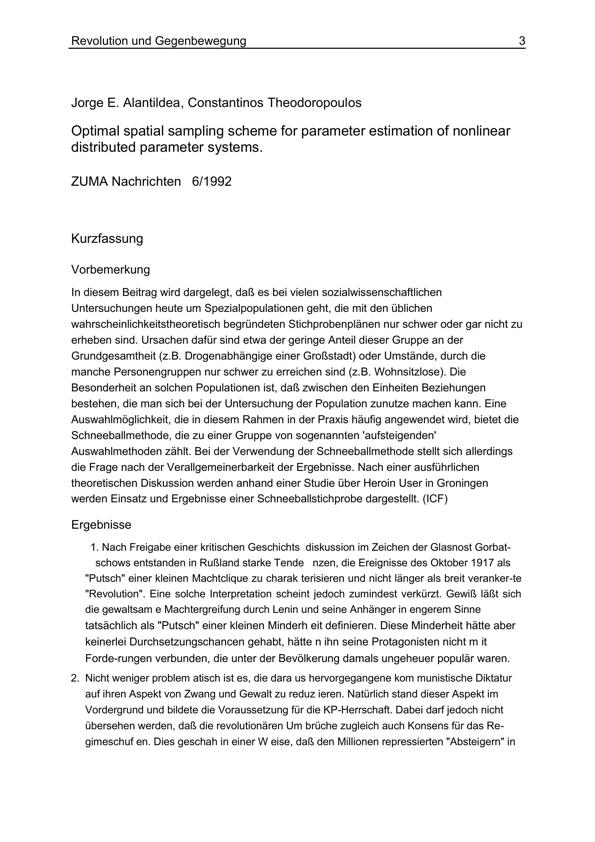 Revolution und Gegenbewegung 3
Jorge E. Alantildea, Constantinos Theodoropoulos
Optimal spatial sampling scheme for parameter estimation of nonlinear
distributed parameter systems.
ZUMA Nachrichten 6/1992
Kurzfassung
Vorbemerkung
In diesem Beitrag wird dargelegt, daß es bei vielen sozialwissenschaftlichen
Untersuchungen heute um Spezialpopulationen geht, die mit den üblichen
wahrscheinlichkeitstheoretisch begründeten Stichprobenplänen nur schwer oder gar nicht zu
erheben sind. Ursachen dafür sind etwa der geringe Anteil dieser Gruppe an der
Grundgesamtheit (z.B. Drogenabhängige einer Großstadt) oder Umstände, durch die
manche Personengruppen nur schwer zu erreichen sind (z.B. Wohnsitzlose). Die
Besonderheit an solchen Populationen ist, daß zwischen den Einheiten Beziehungen
bestehen, die man sich bei der Untersuchung der Population zunutze machen kann. Eine
Auswahlmöglichkeit, die in diesem Rahmen in der Praxis häufig angewendet wird, bietet die
Schneeballmethode, die zu einer Gruppe von sogenannten 'aufsteigenden'
Auswahlmethoden zählt. Bei der Verwendung der Schneeballmethode stellt sich allerdings
die Frage nach der Verallgemeinerbarkeit der Ergebnisse. Nach einer ausführlichen
theoretischen Diskussion werden anhand einer Studie über Heroin User in Groningen
werden Einsatz und Ergebnisse einer Schneeballstichprobe dargestellt. (ICF)
Ergebnisse
1. Nach Freigabe einer kritischen Geschichts diskussion im Zeichen der Glasnost Gorbat-
schows entstanden in Rußland starke Tende nzen, die Ereignisse des Oktober 1917 als
"Putsch" einer kleinen Machtclique zu charak terisieren und nicht länger als breit veranker-te
"Revolution". Eine solche Interpretation scheint jedoch zumindest verkürzt. Gewiß läßt sich
die gewaltsam e Machtergreifung durch Lenin und seine Anhänger in engerem Sinne
tatsächlich als "Putsch" einer kleinen Minderh eit definieren. Diese Minderheit hätte aber
keinerlei Durchsetzungschancen gehabt, hätte n ihn seine Protagonisten nicht m it
Forde-rungen verbunden, die unter der Bevölkerung damals ungeheuer populär waren.
2. Nicht weniger problem atisch ist es, die dara us hervorgegangene kom munistische Diktatur
auf ihren Aspekt von Zwang und Gewalt zu reduz ieren. Natürlich stand dieser Aspekt im
Vordergrund und bildete die Voraussetzung für die KP-Herrschaft. Dabei darf jedoch nicht
übersehen werden, daß die revolutionären Um brüche zugleich auch Konsens für das Re-
gimeschuf en. Dies geschah in einer W eise, daß den Millionen repressierten "Absteigern" in